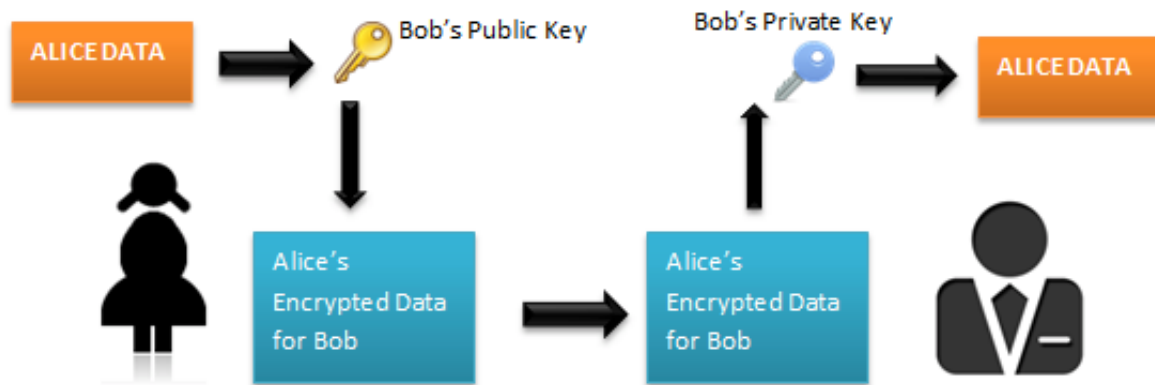 ALICE DATA
Bob's Public Key
Bob's Private Key
ALICE DATA
Alice's
Encrypted Data
for Bob
Alice's
Encrypted Data
for Bob